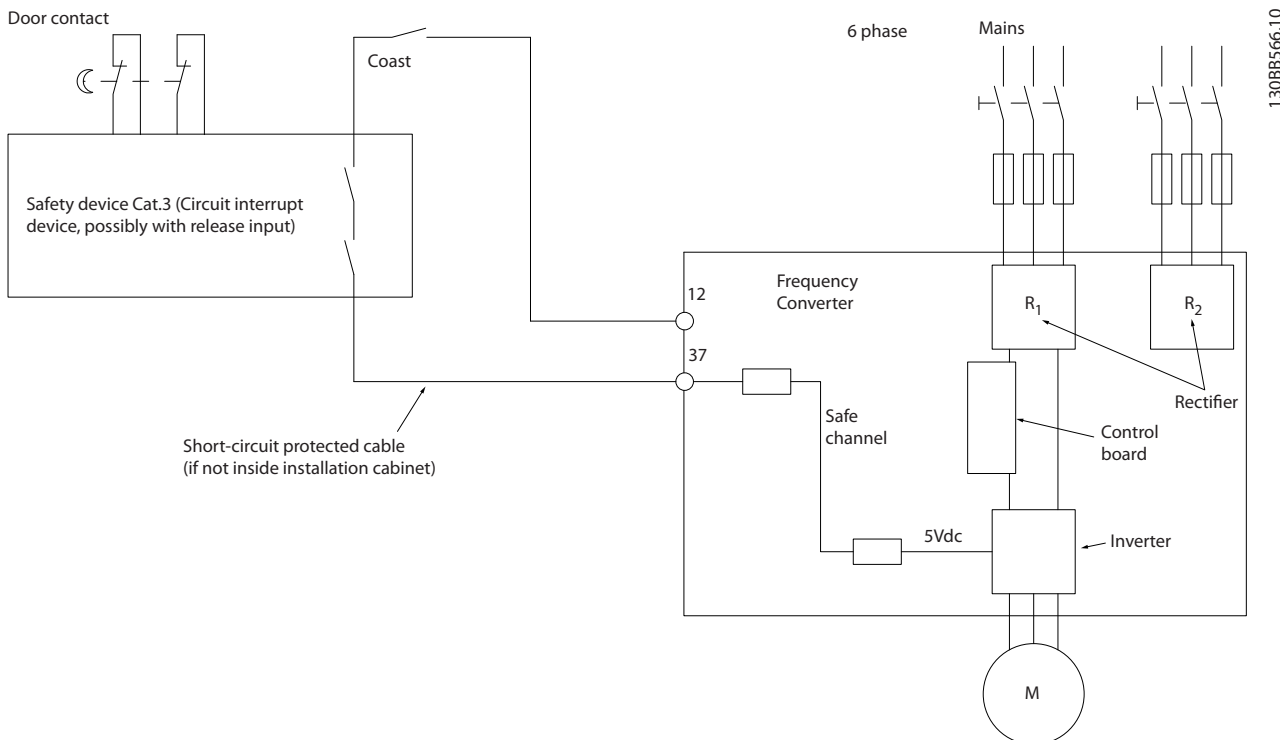 Door contact
Coast
6 phase
Mains
130BB566.10
Safety device Cat.3 (Circuit interrupt
device, possibly with release input)
12
37
Frequency
Converter
R1
R2
Rectifier
Safe
channel
Control
board
Short-circuit protected cable
(if not inside installation cabinet)
5Vdc
Inverter
M